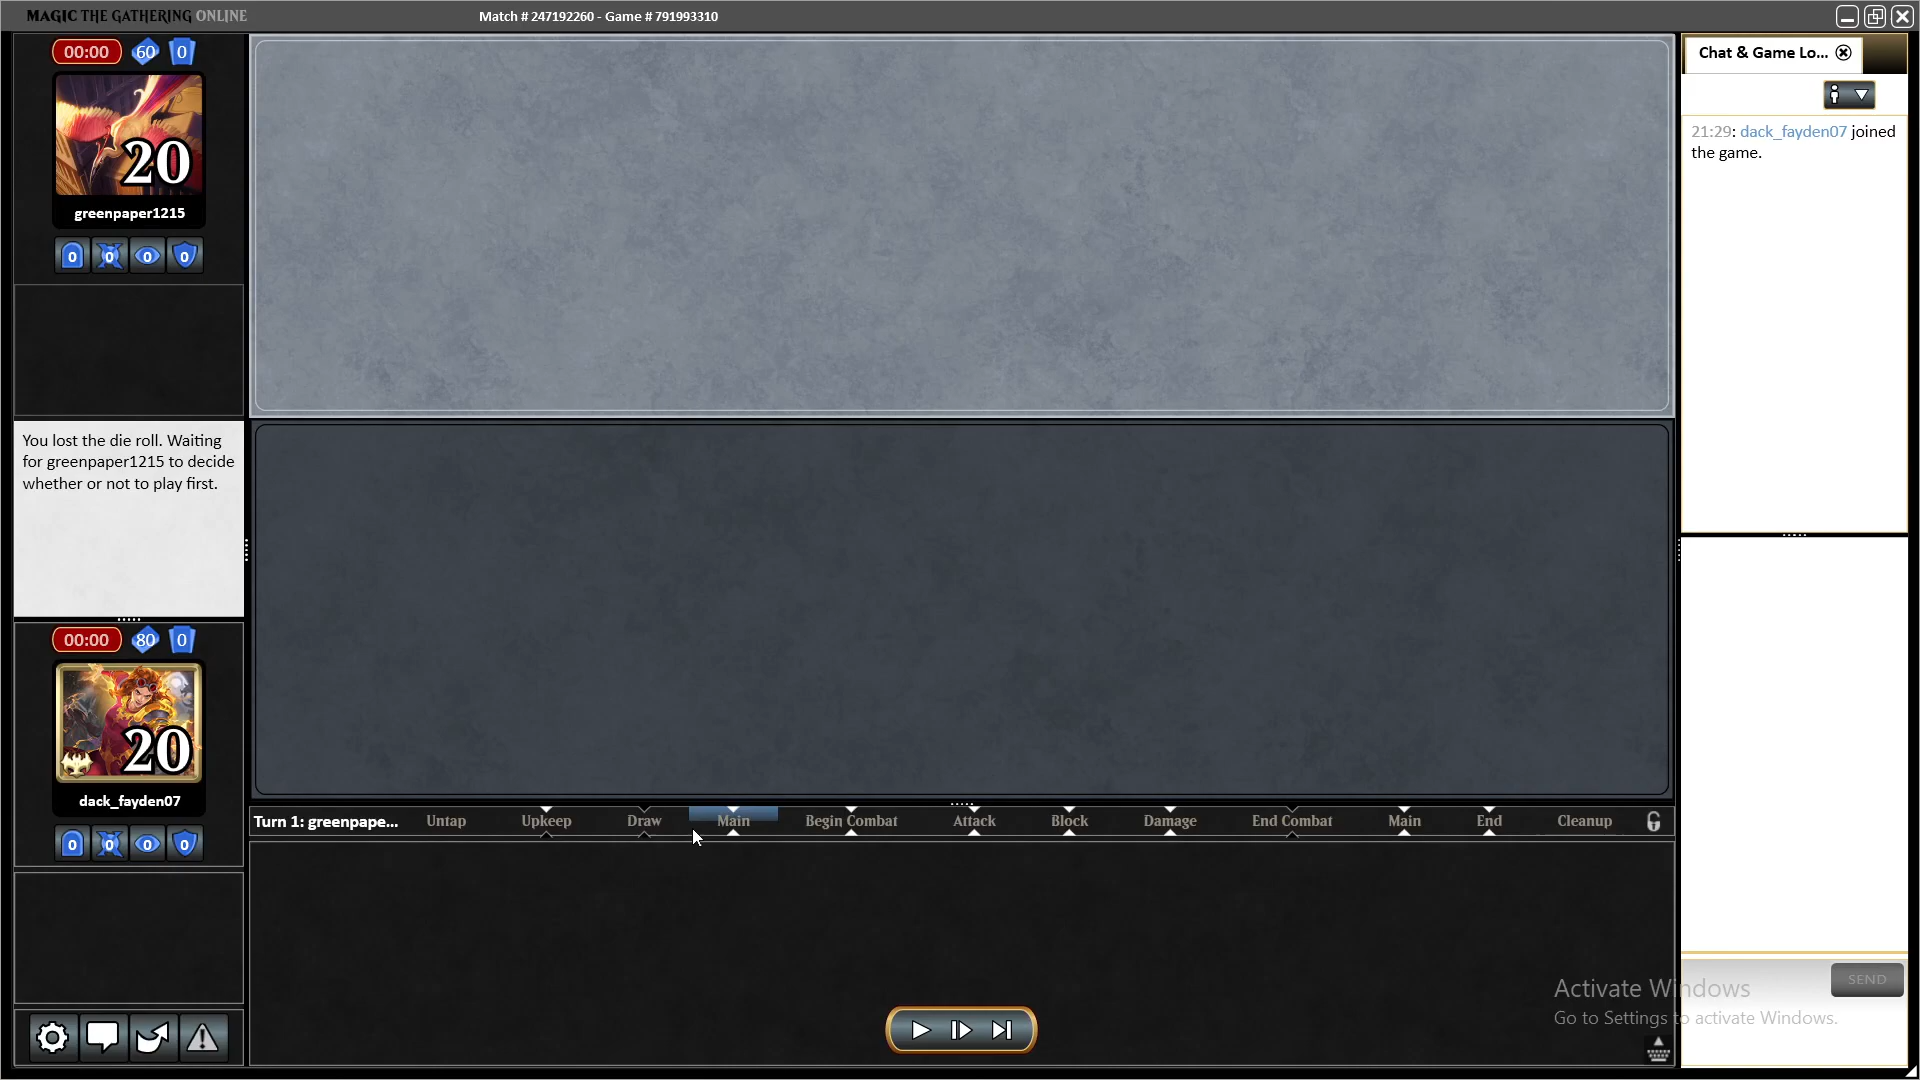 MAGIC THE GATHERING ONLINE
Match # 247192260 - Game # 791993310
00:00 60 0
20
greenpaper1215
0 0 0 0
You lost the die roll. Waiting
for greenpaper1215 to decide
whether or not to play first.
00:00 80 0
20
dack_fayden07
0 0 0 0
Turn 1: greenpape... Untap Upkeep Draw Main Begin Combat Attack Block Damage End Combat Main End Cleanup
Chat & Game Lo...
21:29: dack_fayden07 joined
the game.
SEND
Activate Windows
Go to Settings to activate Windows.